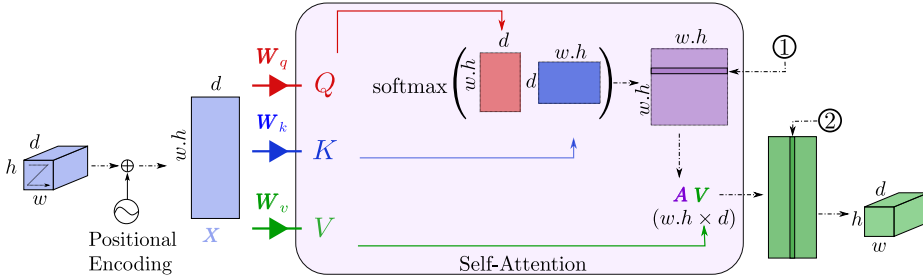 h
d
w
Positional
Encoding
d
w.h
X
W_q
W_k
W_v
Q
K
V
softmax
d
w.h
w.h
d
w.h
w.h
①
A V
(w.h × d)
Self-Attention
②
d
h
w